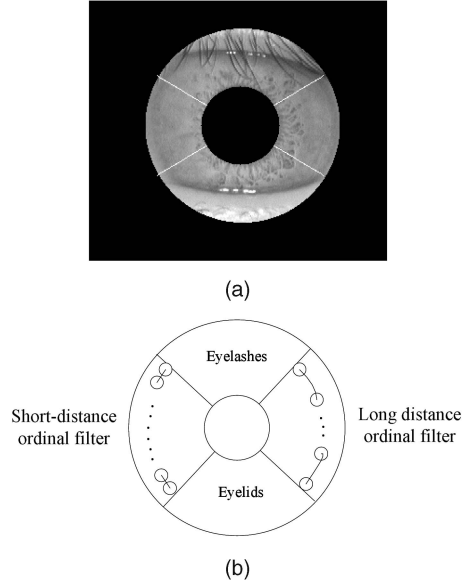 (a)
Eyelashes
Short-distance
ordinal filter
Long distance
ordinal filter
Eyelids
(b)